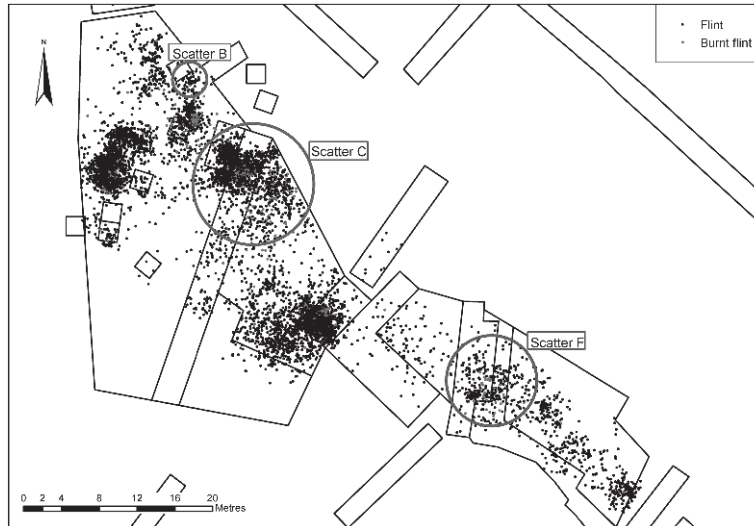 Flint
Burnt flint
N
Scatter B
Scatter C
Scatter F
0 2 4 8 12 16 20
Metres